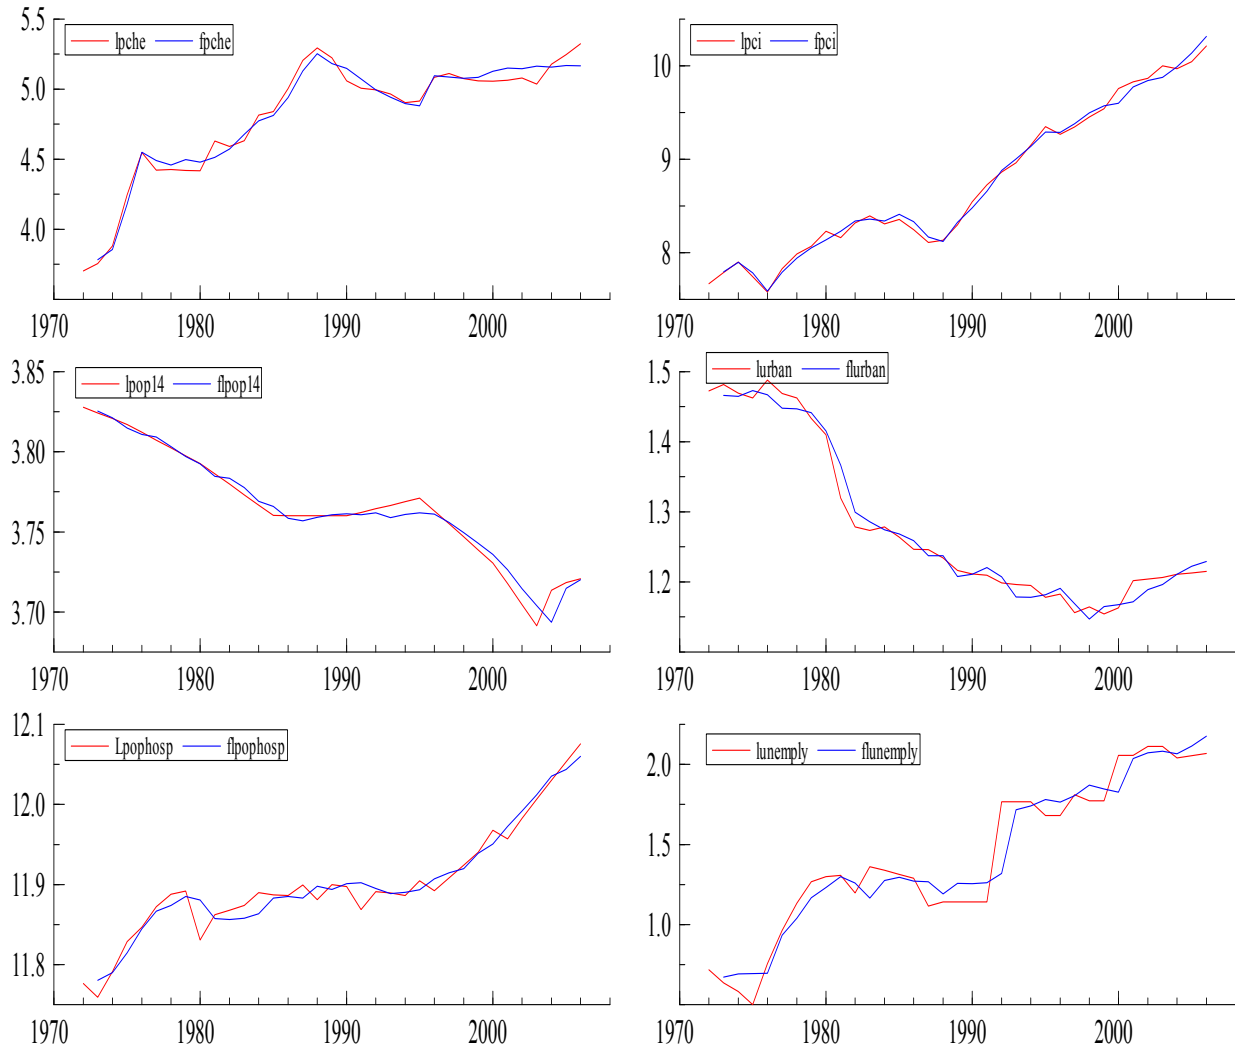 5.5
lpche fpche
5.0
4.5
4.0
1970 1980 1990 2000
lpci fpci
10
9
8
1970 1980 1990 2000
3.85
lpop14 flpop14
3.80
3.75
3.70
1970 1980 1990 2000
1.5
lurban flurban
1.4
1.3
1.2
1970 1980 1990 2000
12.1
Lpophosp flpophosp
12.0
11.9
11.8
1970 1980 1990 2000
lunemply flunemply
2.0
1.5
1.0
1970 1980 1990 2000